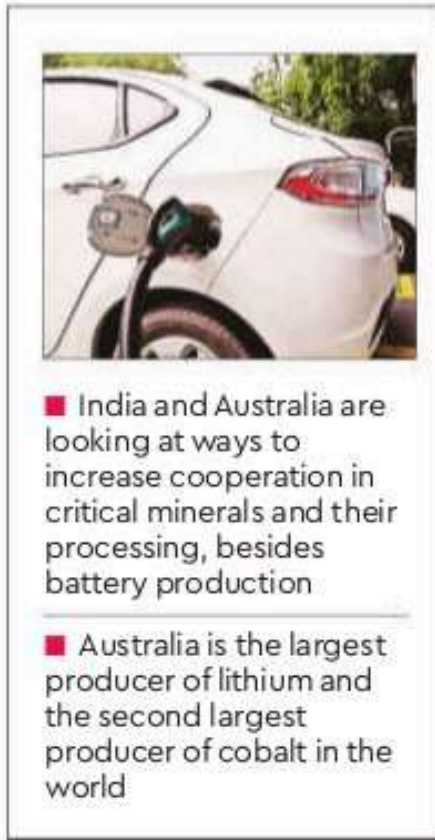 ■ India and Australia are
looking at ways to
increase cooperation in
critical minerals and their
processing, besides
battery production
■ Australia is the largest
producer of lithium and
the second largest
producer of cobalt in the
world